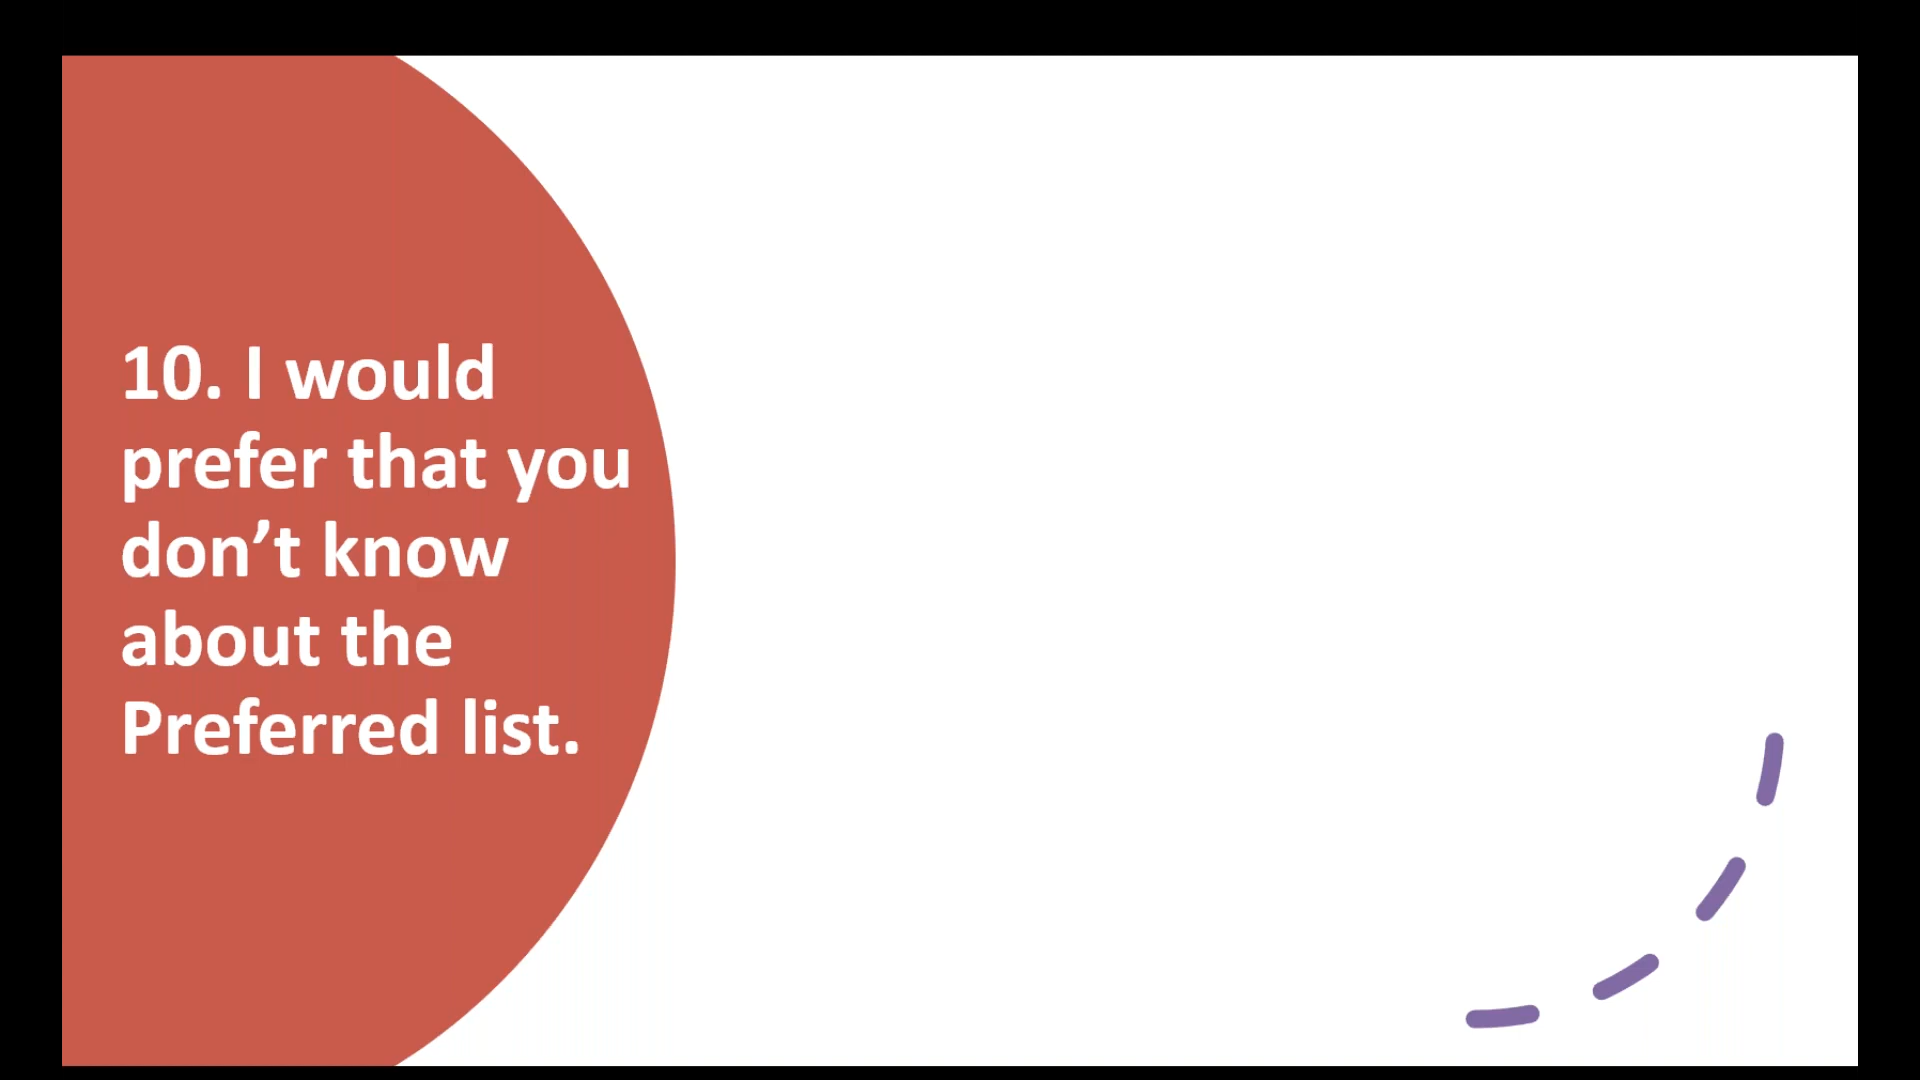 10. I would
prefer that you
don’t know
about the
Preferred list.